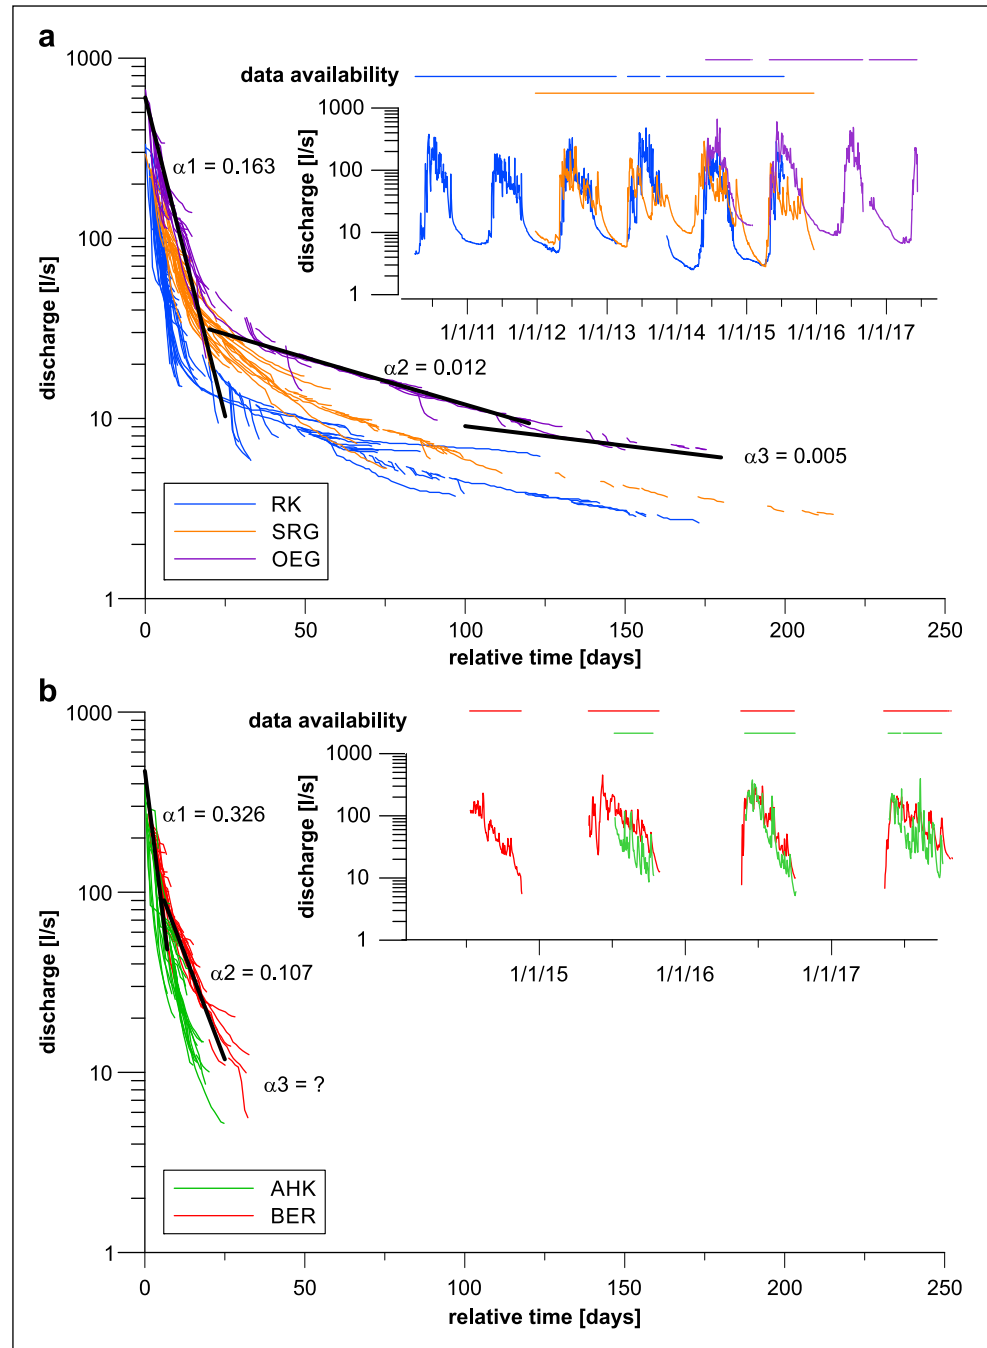 a
1000
100
10
1
discharge [l/s]
data availability
1000
100
10
1
discharge [l/s]
1/1/11 1/1/12 1/1/13 1/1/14 1/1/15 1/1/16 1/1/17
α1 = 0.163
α2 = 0.012
α3 = 0.005
RK
SRG
OEG
0 50 100 150 200 250
relative time [days]
b
1000
100
10
1
discharge [l/s]
data availability
1000
100
10
1
discharge [l/s]
1/1/15 1/1/16 1/1/17
α1 = 0.326
α2 = 0.107
α3 = ?
AHK
BER
0 50 100 150 200 250
relative time [days]